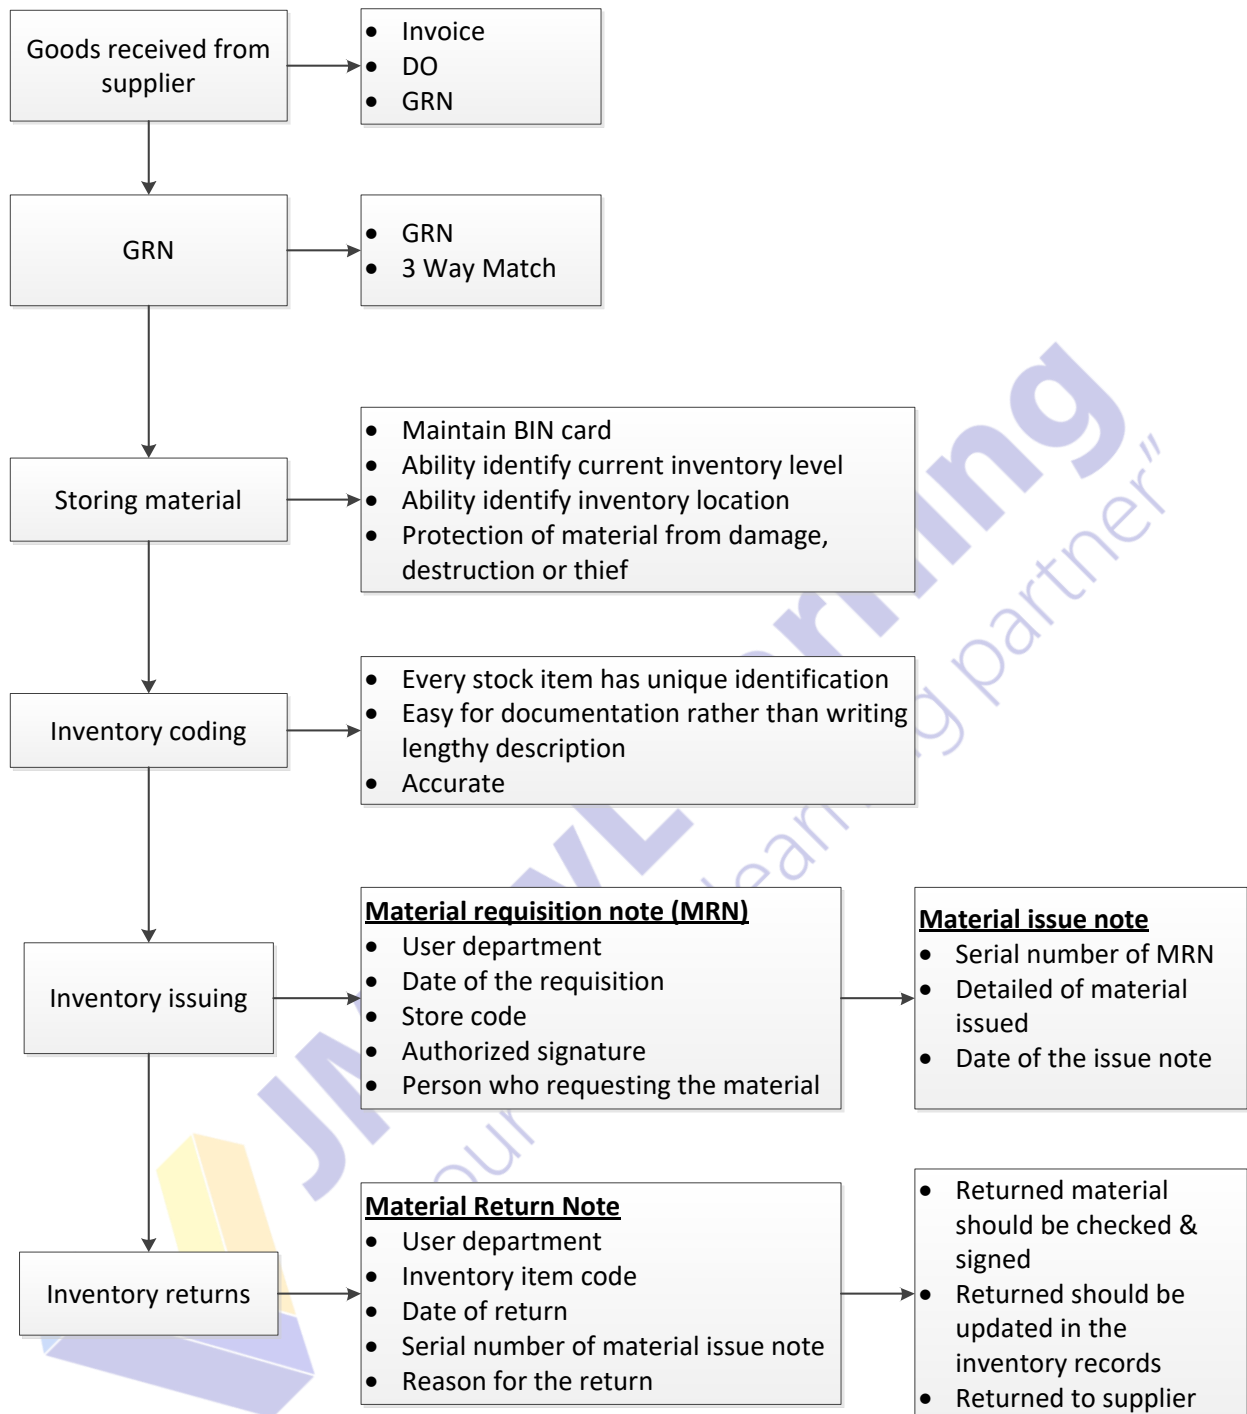 Goods received from
supplier
• Invoice
• DO
• GRN
GRN
• GRN
• 3 Way Match
Storing material
• Maintain BIN card
• Ability identify current inventory level
• Ability identify inventory location
• Protection of material from damage,
destruction or thief
Inventory coding
• Every stock item has unique identification
• Easy for documentation rather than writing
lengthy description
• Accurate
Inventory issuing
Material requisition note (MRN)
• User department
• Date of the requisition
• Store code
• Authorized signature
• Person who requesting the material
Material issue note
• Serial number of MRN
• Detailed of material
issued
• Date of the issue note
Inventory returns
Material Return Note
• User department
• Inventory item code
• Date of return
• Serial number of material issue note
• Reason for the return
• Returned material
should be checked &
signed
• Returned should be
updated in the
inventory records
• Returned to supplier
partner”